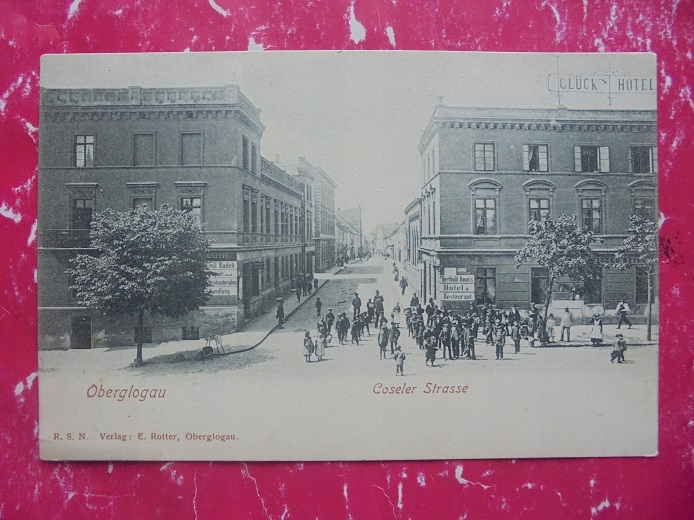 GLÜCK'S HOTEL
Hotel &
Restaurant
Oberglogau
Coseler Strasse
R. S. N. Verlag: E. Rotter, Oberglogau.